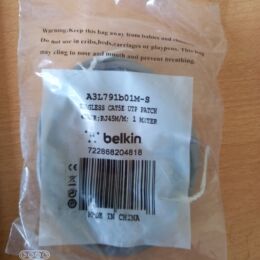 Warning: Keep this bag away from babies and
Do not use in cribs, beds, carriages or playpens. This bag
may cling to nose and mouth and prevent breathing.
A3L791b01M-S
SNAGLESS CAT5E UTP PATCH
RJ45M/M; 1 METER
belkin
722868204818
MADE IN CHINA